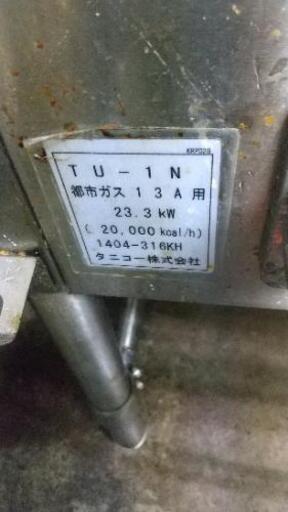 KRP028
TU-1N
都市ガス13A用
23.3kW
(20,000kcal/h)
1404-316KH
タニコー株式会社